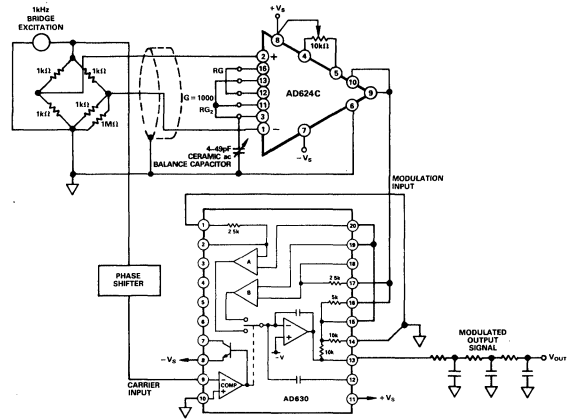 1kHz
BRIDGE
EXCITATION
+VS
8
10kΩ
1kΩ
1kΩ
1kΩ
1kΩ
1MΩ
G = 1000
RG1
RG2
2
+
16
13
12
11
3
1
−
4
5
10
9
6
7
AD624C
−VS
4–49pF
CERAMIC ac
BALANCE CAPACITOR
MODULATION
INPUT
PHASE
SHIFTER
1
2
3
4
5
6
7
8
9
10
2 5k
A
B
2 5k
5k
10k
10k
−
+
−V
COMP
−
+
AD630
20
19
18
17
16
15
14
13
12
11
−VS
CARRIER
INPUT
+VS
MODULATED
OUTPUT
SIGNAL
VOUT